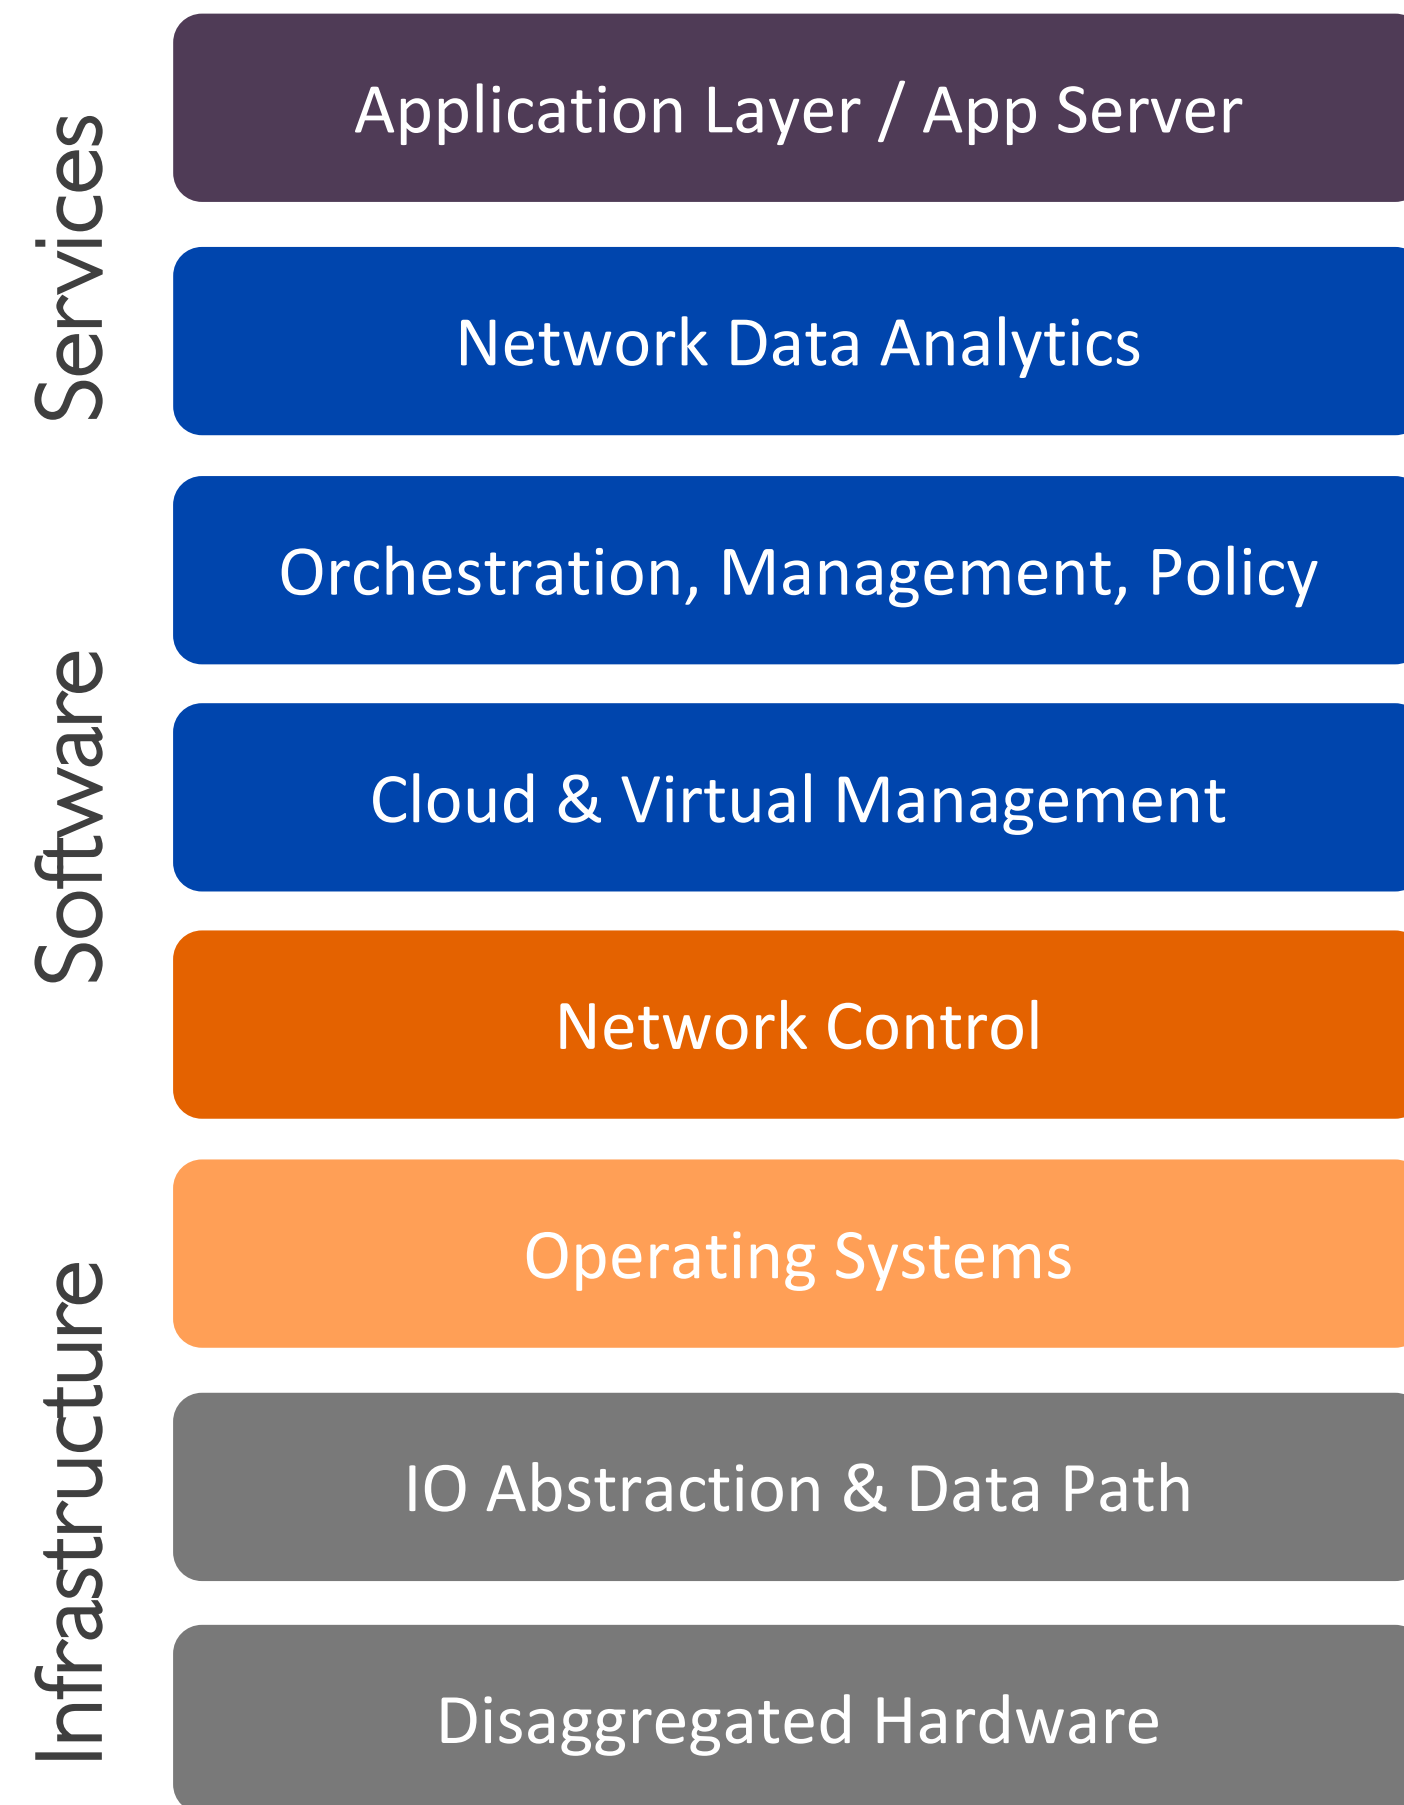 Services
Application Layer / App Server
Network Data Analytics
Software
Orchestration, Management, Policy
Cloud & Virtual Management
Network Control
Infrastructure
Operating Systems
IO Abstraction & Data Path
Disaggregated Hardware